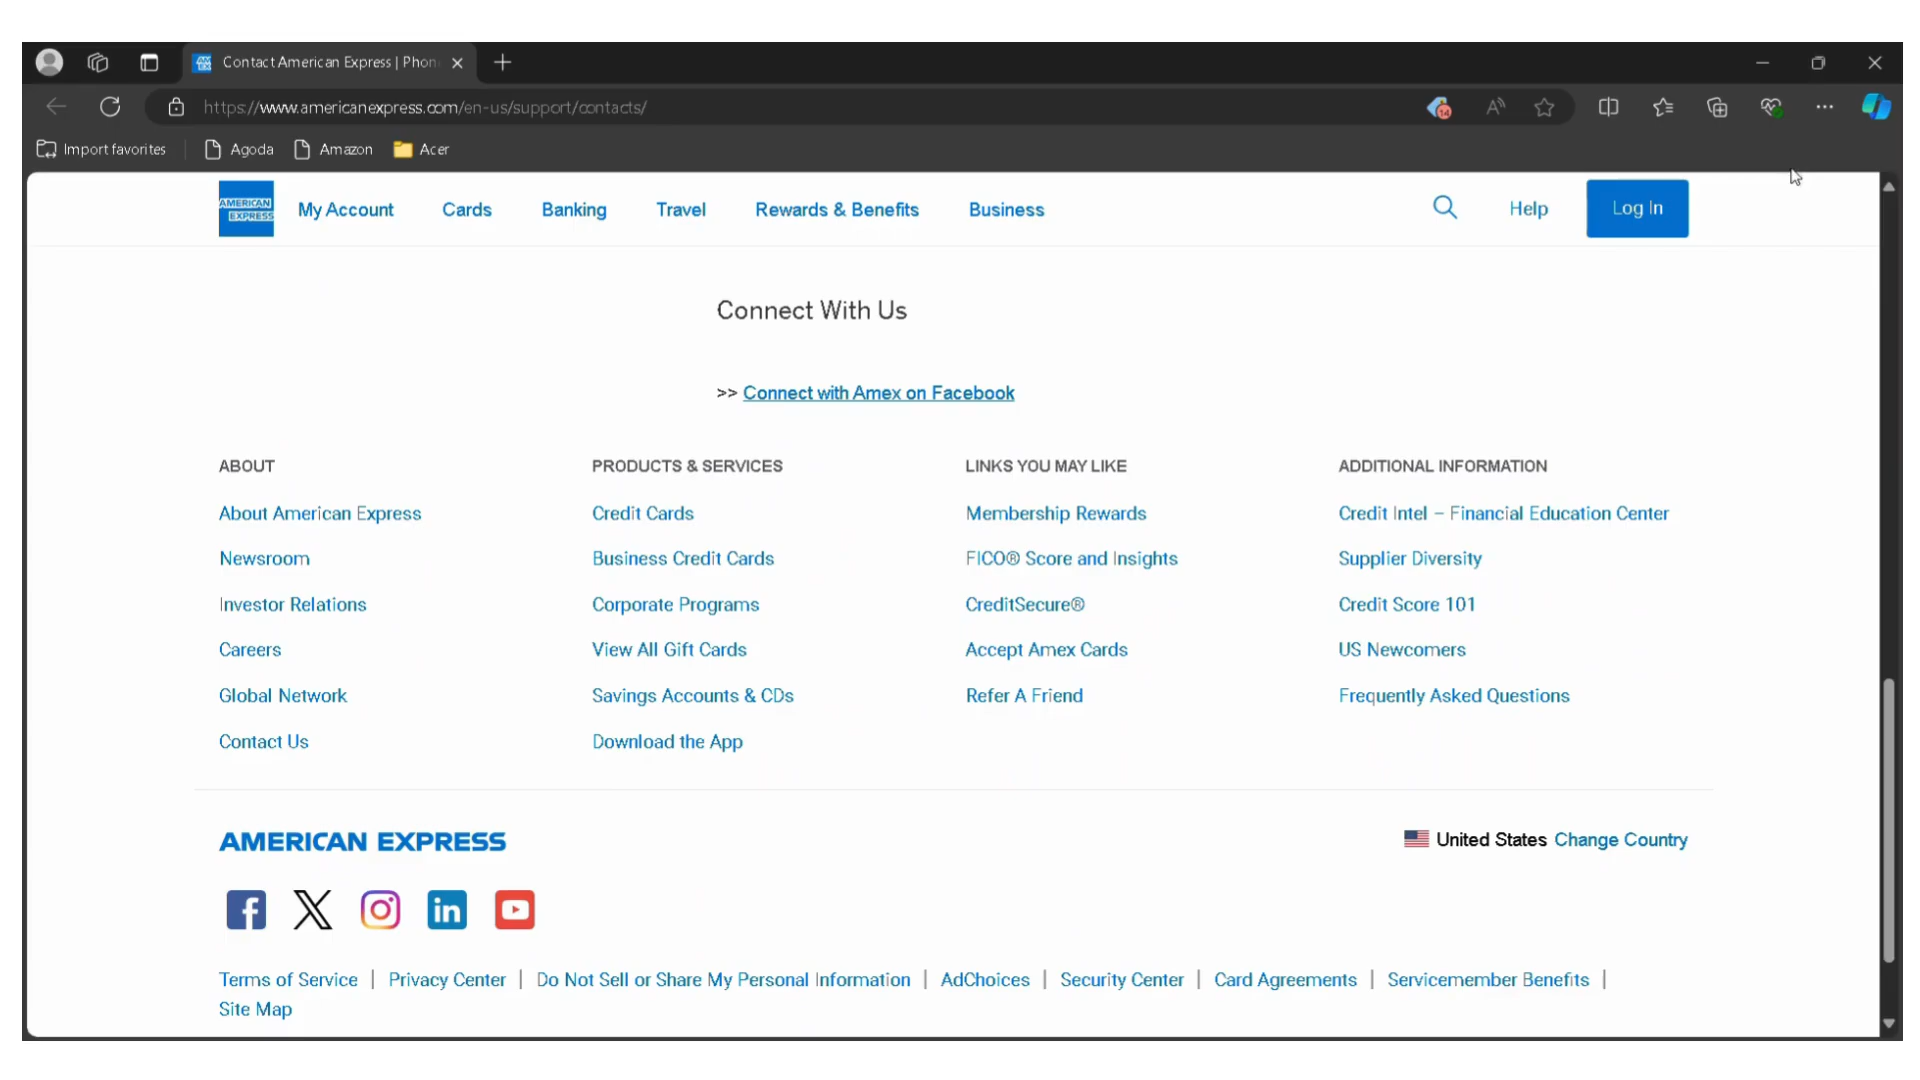 Contact American Express | Phon
https://www.americanexpress.com/en-us/support/contacts/
14
Import favorites Agoda Amazon Acer
AMERICAN EXPRESS My Account Cards Banking Travel Rewards & Benefits Business Help Log In
Connect With Us
>> Connect with Amex on Facebook
ABOUT PRODUCTS & SERVICES LINKS YOU MAY LIKE ADDITIONAL INFORMATION
About American Express Credit Cards Membership Rewards Credit Intel – Financial Education Center
Newsroom Business Credit Cards FICO® Score and Insights Supplier Diversity
Investor Relations Corporate Programs CreditSecure® Credit Score 101
Careers View All Gift Cards Accept Amex Cards US Newcomers
Global Network Savings Accounts & CDs Refer A Friend Frequently Asked Questions
Contact Us Download the App
AMERICAN EXPRESS United States Change Country
Terms of Service | Privacy Center | Do Not Sell or Share My Personal Information | AdChoices | Security Center | Card Agreements | Servicemember Benefits |
Site Map